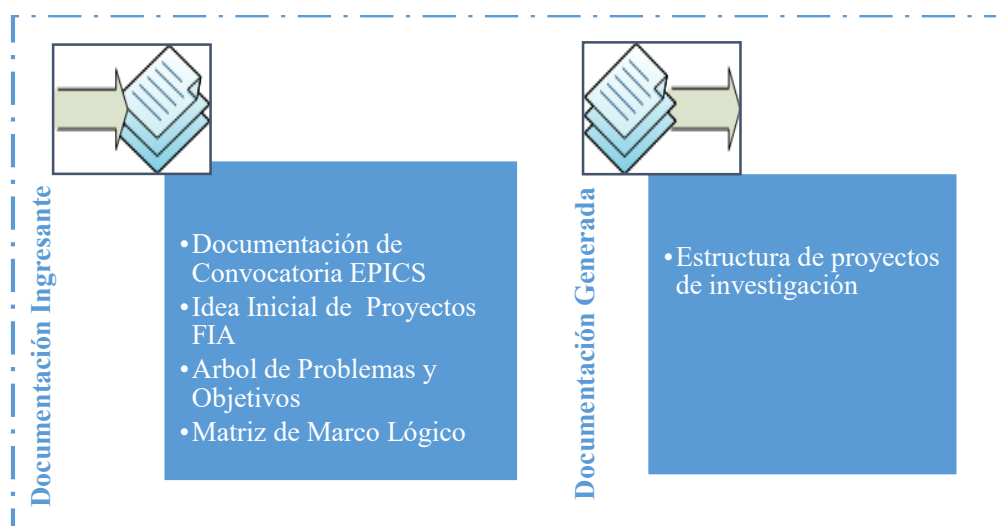 Documentación Ingresante
•Documentación de
Convocatoria EPICS
•Idea Inicial de Proyectos
FIA
•Arbol de Problemas y
Objetivos
•Matriz de Marco Lógico
Documentación Generada
•Estructura de proyectos
de investigación